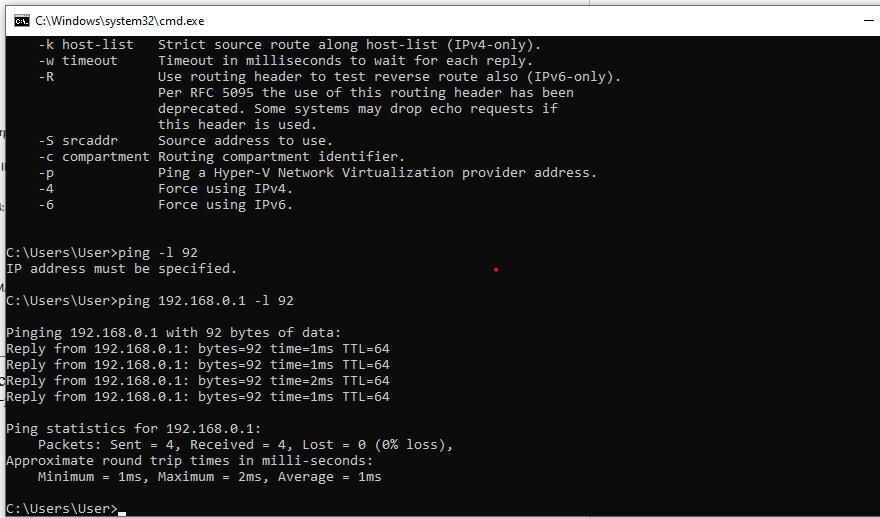 C:\Windows\system32\cmd.exe
-k host-list   Strict source route along host-list (IPv4-only).
-w timeout     Timeout in milliseconds to wait for each reply.
-R             Use routing header to test reverse route also (IPv6-only).
Per RFC 5095 the use of this routing header has been
deprecated. Some systems may drop echo requests if
this header is used.
-S srcaddr     Source address to use.
-c compartment Routing compartment identifier.
-p             Ping a Hyper-V Network Virtualization provider address.
-4             Force using IPv4.
-6             Force using IPv6.
C:\Users\User>ping -l 92
IP address must be specified.
C:\Users\User>ping 192.168.0.1 -l 92
Pinging 192.168.0.1 with 92 bytes of data:
Reply from 192.168.0.1: bytes=92 time=1ms TTL=64
Reply from 192.168.0.1: bytes=92 time=1ms TTL=64
Reply from 192.168.0.1: bytes=92 time=2ms TTL=64
Reply from 192.168.0.1: bytes=92 time=1ms TTL=64
Ping statistics for 192.168.0.1:
Packets: Sent = 4, Received = 4, Lost = 0 (0% loss),
Approximate round trip times in milli-seconds:
Minimum = 1ms, Maximum = 2ms, Average = 1ms
C:\Users\User>